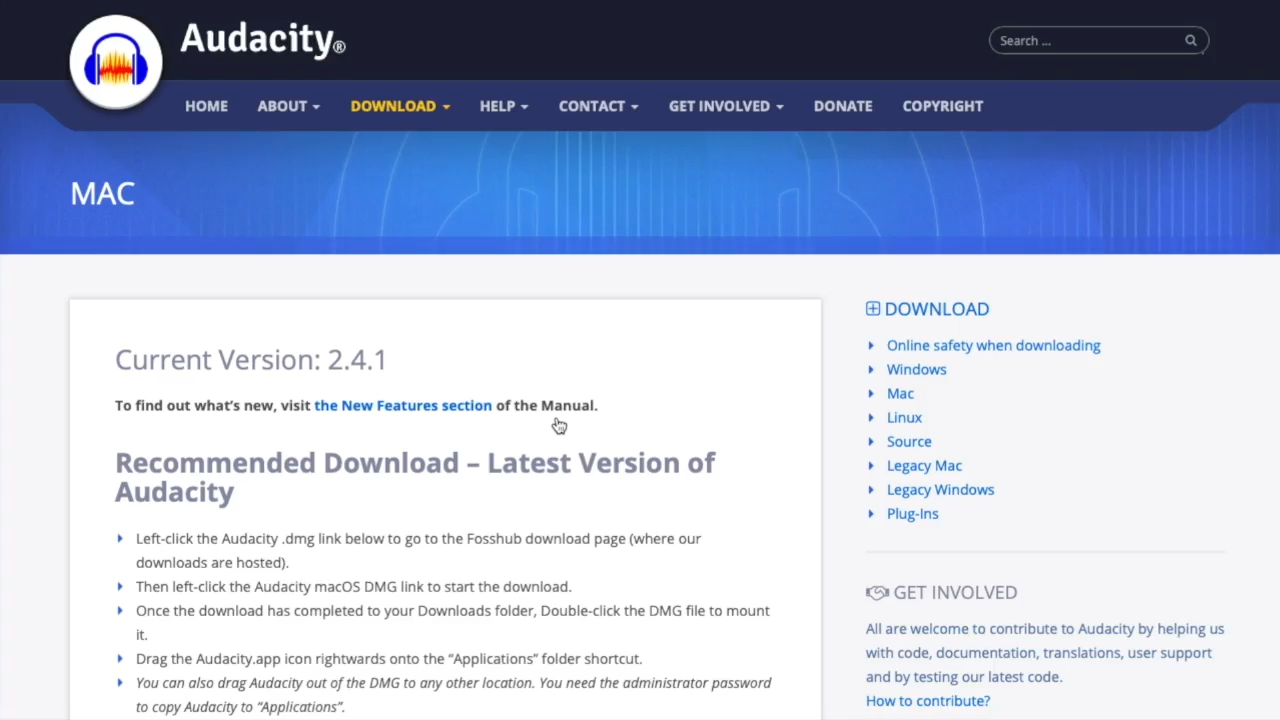 Audacity®
Search ...
HOME ABOUT DOWNLOAD HELP CONTACT GET INVOLVED DONATE COPYRIGHT
MAC
Current Version: 2.4.1
To find out what's new, visit the New Features section of the Manual.
Recommended Download – Latest Version of
Audacity
Left-click the Audacity .dmg link below to go to the Fosshub download page (where our
downloads are hosted).
Then left-click the Audacity macOS DMG link to start the download.
Once the download has completed to your Downloads folder, Double-click the DMG file to mount
it.
Drag the Audacity.app icon rightwards onto the “Applications” folder shortcut.
You can also drag Audacity out of the DMG to any other location. You need the administrator password
to copy Audacity to “Applications”.
DOWNLOAD
Online safety when downloading
Windows
Mac
Linux
Source
Legacy Mac
Legacy Windows
Plug-Ins
GET INVOLVED
All are welcome to contribute to Audacity by helping us
with code, documentation, translations, user support
and by testing our latest code.
How to contribute?